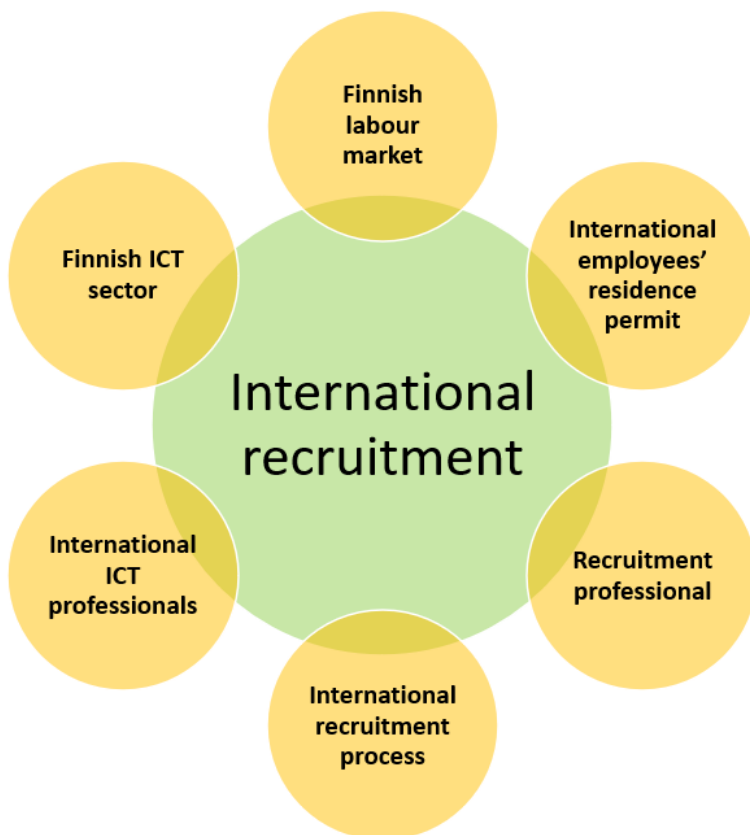 Finnish
labour
market
International
employees’
residence
permit
Recruitment
professional
International
recruitment
process
International
ICT
professionals
Finnish ICT
sector
International
recruitment